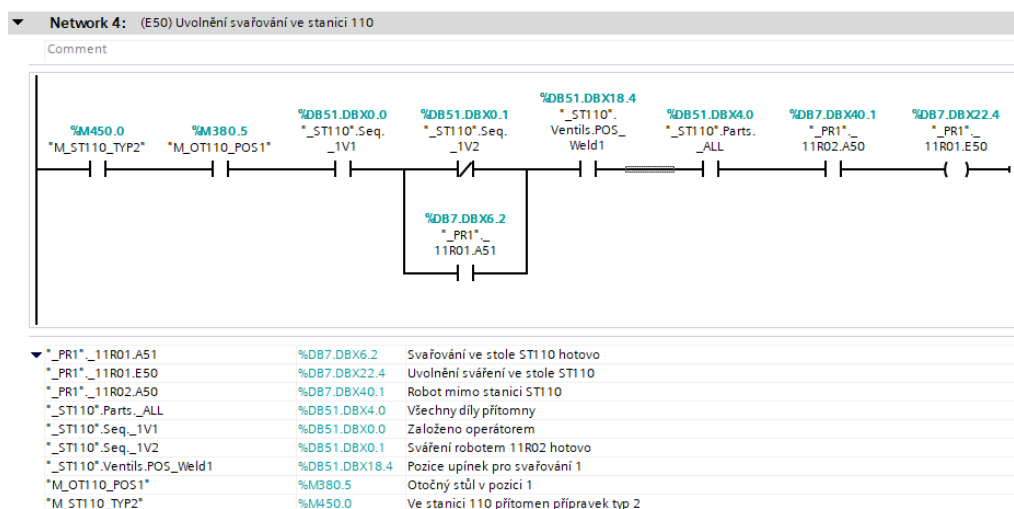 Network 4: (E50) Uvolnění svařování ve stanici 110
Comment
%M450.0
"M_ST110_TYP2"
%M380.5
"M_OT110_POS1"
%DB51.DBX0.0
"_ST110".Seq.
_1V1
%DB51.DBX0.1
"_ST110".Seq.
_1V2
%DB51.DBX18.4
"_ST110".
Ventils.POS_
Weld1
%DB51.DBX4.0
"_ST110".Parts.
_ALL
%DB7.DBX40.1
"_PR1"._
11R02.A50
%DB7.DBX22.4
"_PR1"._
11R01.E50
%DB7.DBX6.2
"_PR1"._
11R01.A51
"_PR1"._11R01.A51 %DB7.DBX6.2 Svařování ve stole ST110 hotovo
"_PR1"._11R01.E50 %DB7.DBX22.4 Uvolnění sváření ve stole ST110
"_PR1"._11R02.A50 %DB7.DBX40.1 Robot mimo stanici ST110
"_ST110".Parts._ALL %DB51.DBX4.0 Všechny díly přítomny
"_ST110".Seq._1V1 %DB51.DBX0.0 Založeno operátorem
"_ST110".Seq._1V2 %DB51.DBX0.1 Sváření robotem 11R02 hotovo
"_ST110".Ventils.POS_Weld1 %DB51.DBX18.4 Pozice upínek pro svařování 1
"M_OT110_POS1" %M380.5 Otočný stůl v pozici 1
"M_ST110_TYP2" %M450.0 Ve stanici 110 přítomen přípravek typ 2